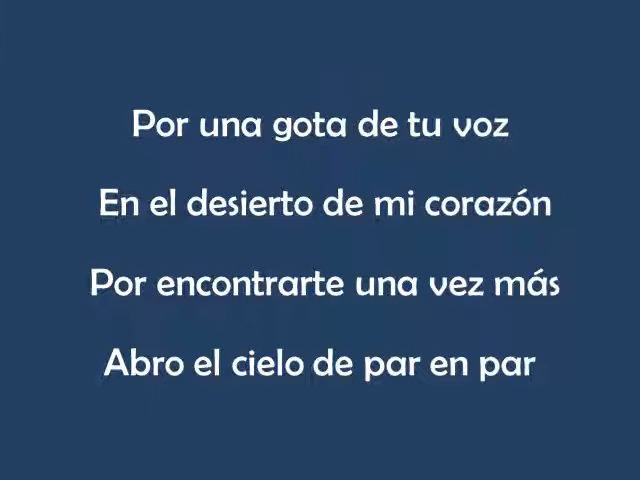 Por una gota de tu voz
En el desierto de mi corazón
Por encontrarte una vez más
Abro el cielo de par en par